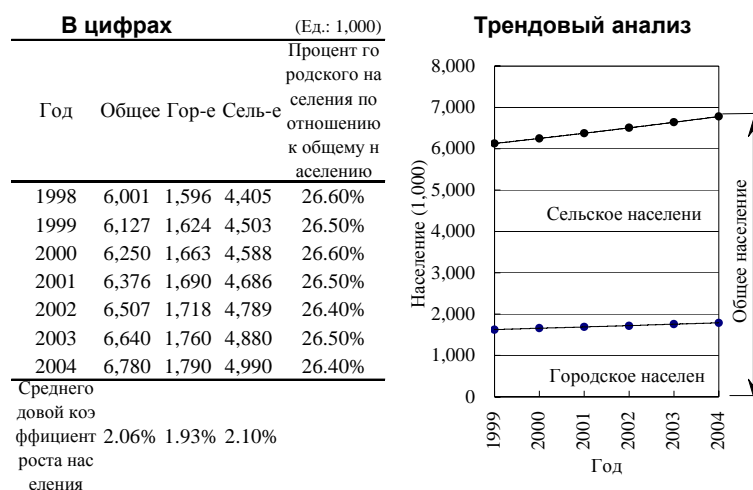 В цифрах
(Ед.: 1,000)
Год Общее Гор-е Сель-е
Процент го
родского на
селения по
отношению
к общему н
аселению
1998 6,001 1,596 4,405 26.60%
1999 6,127 1,624 4,503 26.50%
2000 6,250 1,663 4,588 26.60%
2001 6,376 1,690 4,686 26.50%
2002 6,507 1,718 4,789 26.40%
2003 6,640 1,760 4,880 26.50%
2004 6,780 1,790 4,990 26.40%
Среднего
довой коэ
ффициент
роста нас
еления
2.06% 1.93% 2.10%
Трендовый анализ
Население (1,000)
8,000
7,000
6,000
5,000
4,000
3,000
2,000
1,000
0
Сельское населени
Городское населен
Общее население
1999
2000
2001
2002
2003
2004
Год